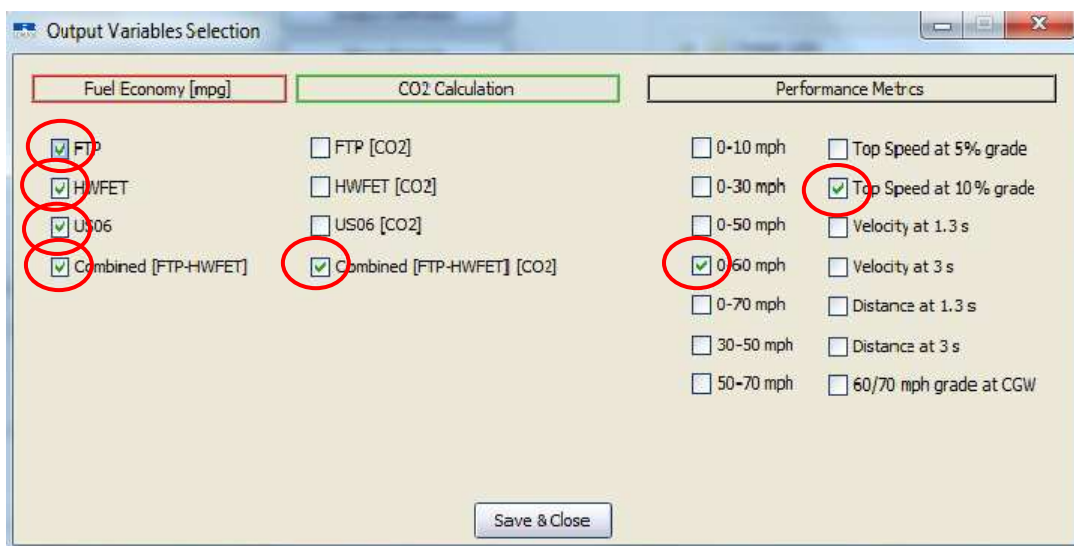 Output Variables Selection
Fuel Economy [mpg]
CO2 Calculation
Performance Metrcs
FTP
HWFET
US06
Combined [FTP-HWFET]
FTP [CO2]
HWFET [CO2]
US06 [CO2]
Combined [FTP-HWFET] [CO2]
0-10 mph
0-30 mph
0-50 mph
0-60 mph
0-70 mph
30-50 mph
50-70 mph
Top Speed at 5% grade
Top Speed at 10% grade
Velocity at 1.3 s
Velocity at 3 s
Distance at 1.3 s
Distance at 3 s
60/70 mph grade at CGW
Save & Close